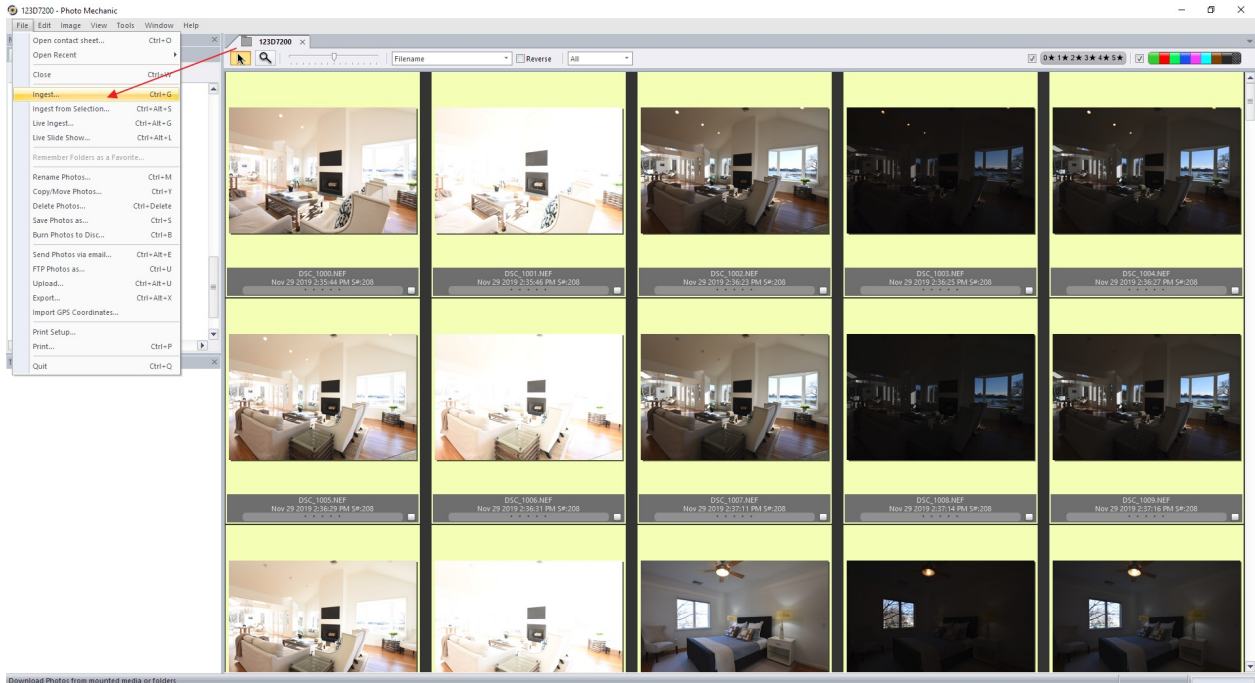 123D7200 - Photo Mechanic
File Edit Image View Tools Window Help
Open contact sheet... Ctrl+O
Open Recent
Close Ctrl+W
Ingest... Ctrl+G
Ingest from Selection... Ctrl+Alt+S
Live Ingest... Ctrl+Alt+G
Live Slide Show... Ctrl+Alt+L
Remember Folders as a Favorite...
Rename Photos... Ctrl+M
Copy/Move Photos... Ctrl+Y
Delete Photos... Ctrl+Delete
Save Photos as... Ctrl+S
Burn Photos to Disc... Ctrl+B
Send Photos via email... Ctrl+Alt+E
FTP Photos as... Ctrl+U
Upload... Ctrl+Alt+U
Export... Ctrl+Alt+X
Import GPS Coordinates...
Print Setup...
Print... Ctrl+P
Quit Ctrl+Q
123D7200
Filename Reverse All 0★ 1★ 2★ 3★ 4★ 5★
DSC_1000.NEF
Nov 29 2019 2:35:44 PM S#:208
DSC_1001.NEF
Nov 29 2019 2:35:46 PM S#:208
DSC_1002.NEF
Nov 29 2019 2:36:23 PM S#:208
DSC_1003.NEF
Nov 29 2019 2:36:25 PM S#:208
DSC_1004.NEF
Nov 29 2019 2:36:27 PM S#:208
DSC_1005.NEF
Nov 29 2019 2:36:29 PM S#:208
DSC_1006.NEF
Nov 29 2019 2:36:31 PM S#:208
DSC_1007.NEF
Nov 29 2019 2:37:11 PM S#:208
DSC_1008.NEF
Nov 29 2019 2:37:14 PM S#:208
DSC_1009.NEF
Nov 29 2019 2:37:16 PM S#:208
Download Photos from mounted media or folders